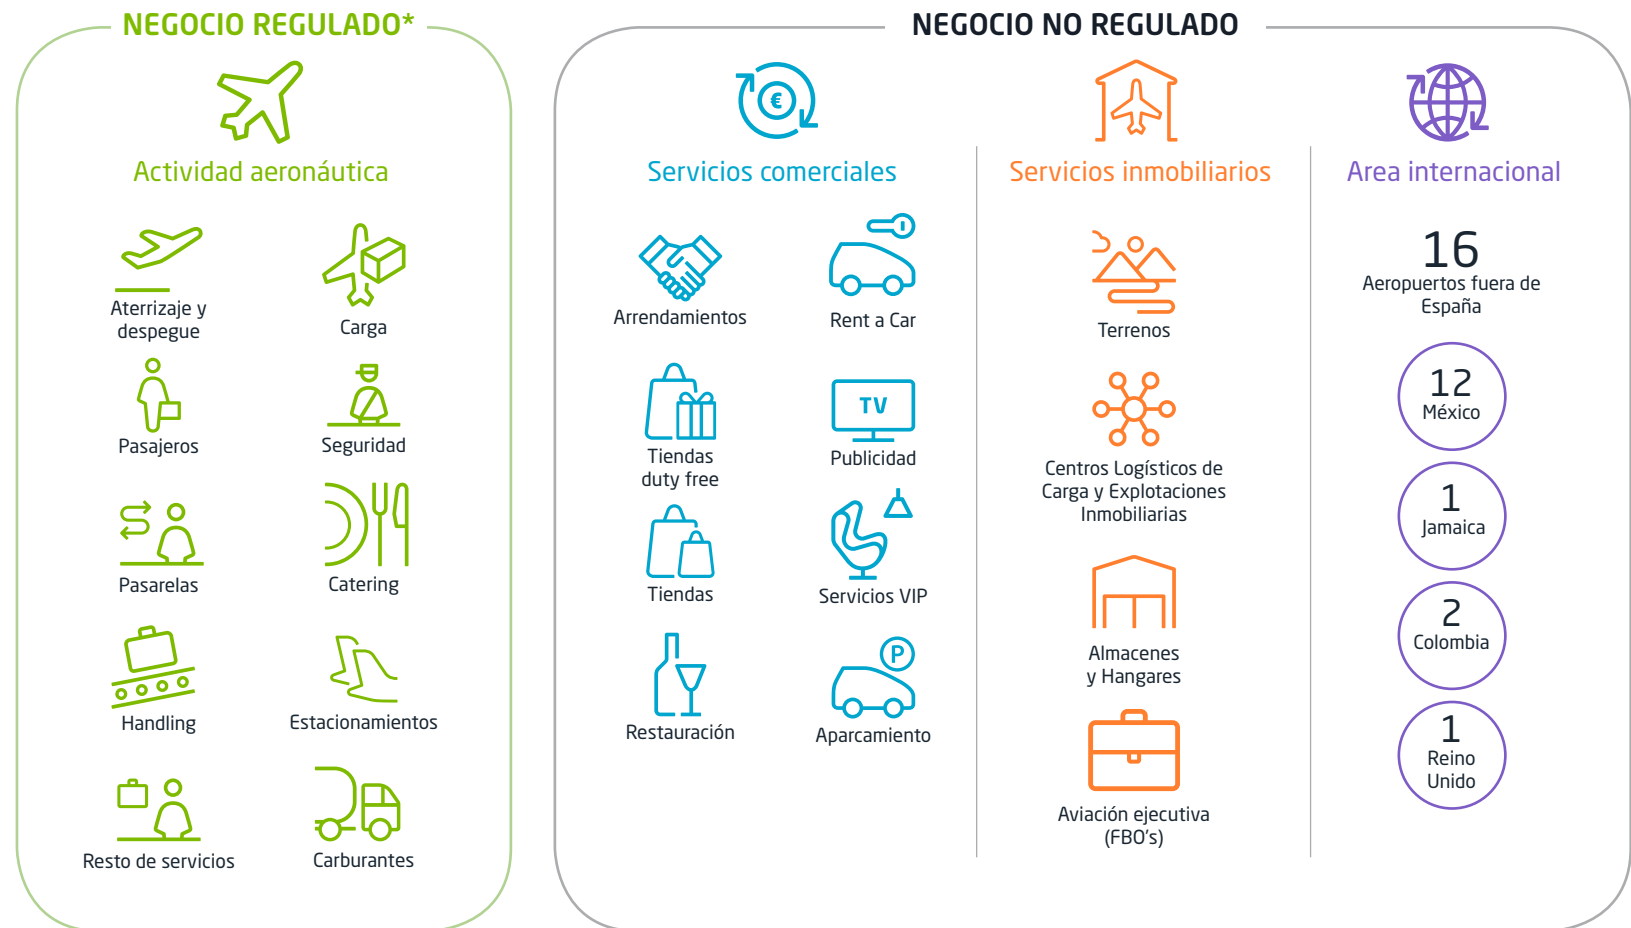 NEGOCIO REGULADO*
Actividad aeronáutica
Aterrizaje y
despegue
Carga
Pasajeros
Seguridad
Pasarelas
Catering
Handling
Estacionamientos
Resto de servicios
Carburantes
NEGOCIO NO REGULADO
€
Servicios comerciales
Arrendamientos
Rent a Car
Tiendas
duty free
TV
Publicidad
Tiendas
Servicios VIP
Restauración
P
Aparcamiento
Servicios inmobiliarios
Terrenos
Centros Logísticos de
Carga y Explotaciones
Inmobiliarias
Almacenes
y Hangares
Aviación ejecutiva
(FBO's)
Area internacional
16
Aeropuertos fuera de
España
12
México
1
Jamaica
2
Colombia
1
Reino
Unido